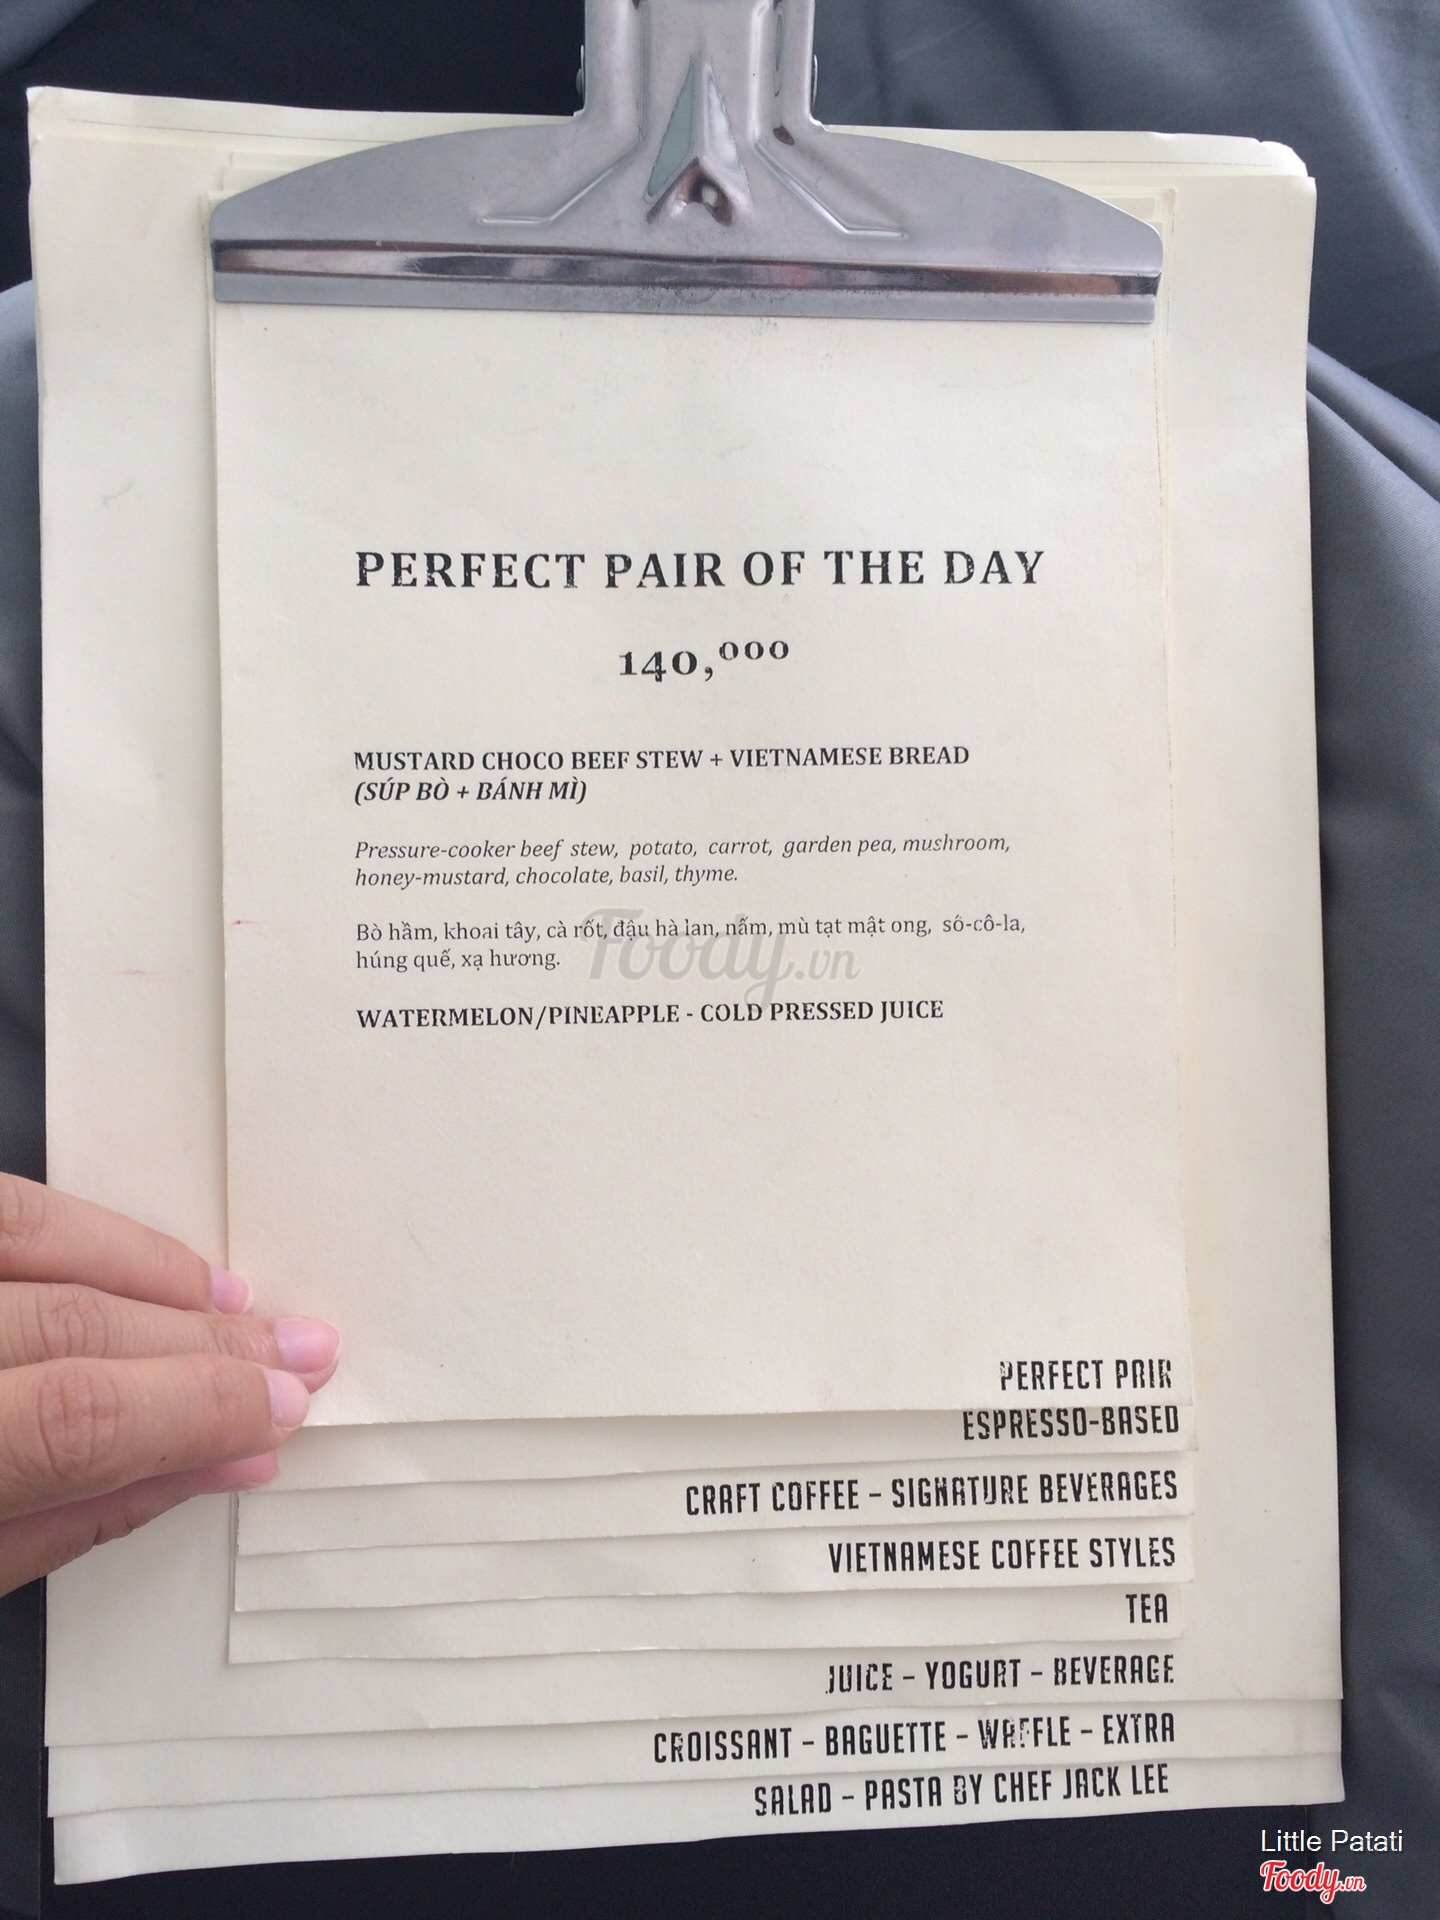 PERFECT PAIR OF THE DAY
140,000
MUSTARD CHOCO BEEF STEW + VIETNAMESE BREAD
(SÚP BÒ + BÁNH MÌ)
Pressure-cooker beef stew, potato, carrot, garden pea, mushroom,
honey-mustard, chocolate, basil, thyme.
Bò hầm, khoai tây, cà rốt, đậu hà lan, nấm, mù tạt mật ong, sô-cô-la,
húng quế, xạ hương.
Foody.vn
WATERMELON/PINEAPPLE - COLD PRESSED JUICE
PERFECT PAIR
ESPRESSO-BASED
CRAFT COFFEE – SIGNATURE BEVERAGES
VIETNAMESE COFFEE STYLES
TEA
JUICE – YOGURT – BEVERAGE
CROISSANT – BAGUETTE – WAFFLE – EXTRA
SALAD – PASTA BY CHEF JACK LEE
Little Patati
Foody.vn